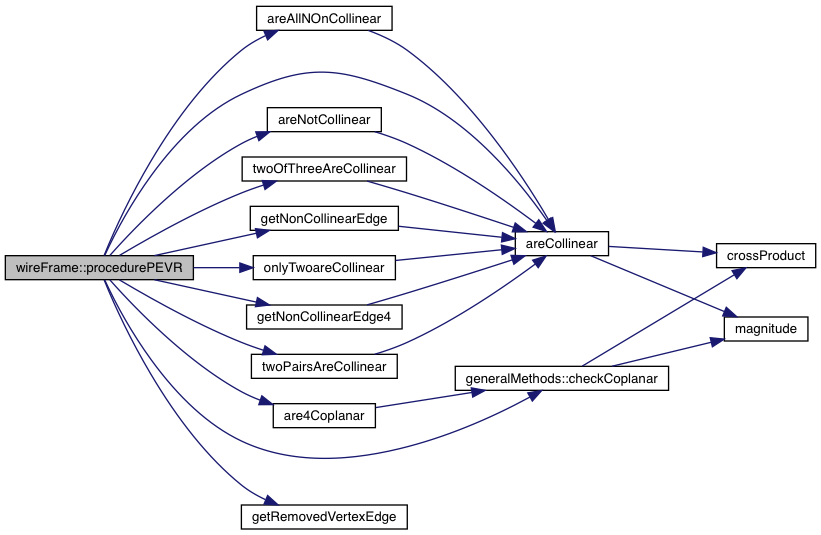 areAllNOnCollinear
areNotCollinear
twoOfThreeAreCollinear
getNonCollinearEdge
areCollinear
crossProduct
wireFrame::procedurePEVR
onlyTwoareCollinear
getNonCollinearEdge4
magnitude
twoPairsAreCollinear
generalMethods::checkCoplanar
are4Coplanar
getRemovedVertexEdge